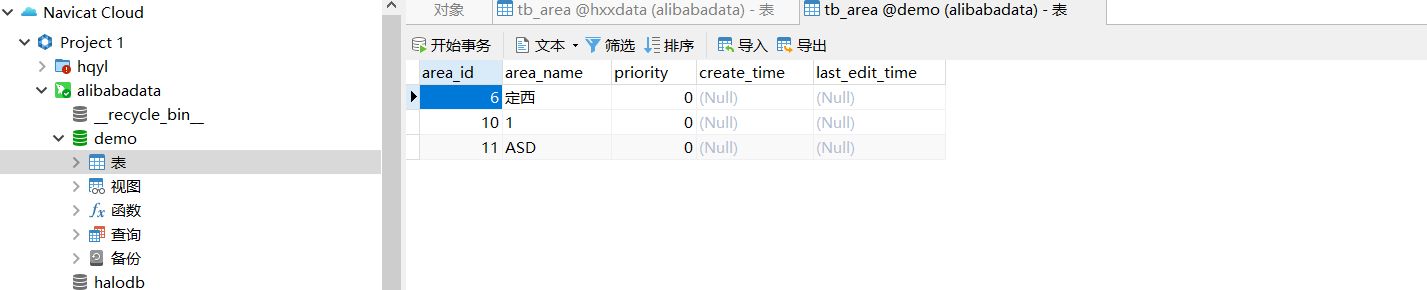 Navicat Cloud
Project 1
hqyl
alibabadata
__recycle_bin__
demo
表
视图
函数
查询
备份
halodb
对象
tb_area @hxxdata (alibabadata) - 表
tb_area @demo (alibabadata) - 表
开始事务 文本 筛选 排序 导入 导出
area_id area_name priority create_time last_edit_time
6 定西 0 (Null) (Null)
10 1 0 (Null) (Null)
11 ASD 0 (Null) (Null)